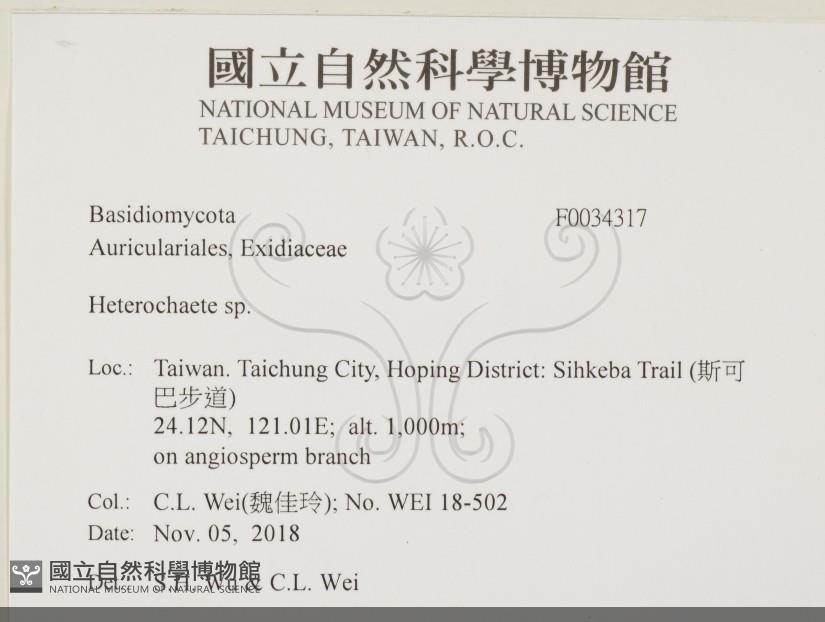 國立自然科學博物館
NATIONAL MUSEUM OF NATURAL SCIENCE
TAICHUNG, TAIWAN, R.O.C.
Basidiomycota F0034317
Auriculariales, Exidiaceae
Heterochaete sp.
Loc.: Taiwan. Taichung City, Hoping District: Sihkeba Trail (斯可
巴步道)
24.12N, 121.01E; alt. 1,000m;
on angiosperm branch
Col.: C.L. Wei(魏佳玲); No. WEI 18-502
Date: Nov. 05, 2018
Det. S.H. Wu & C.L. Wei
國立自然科學博物館
NATIONAL MUSEUM OF NATURAL SCIENCE